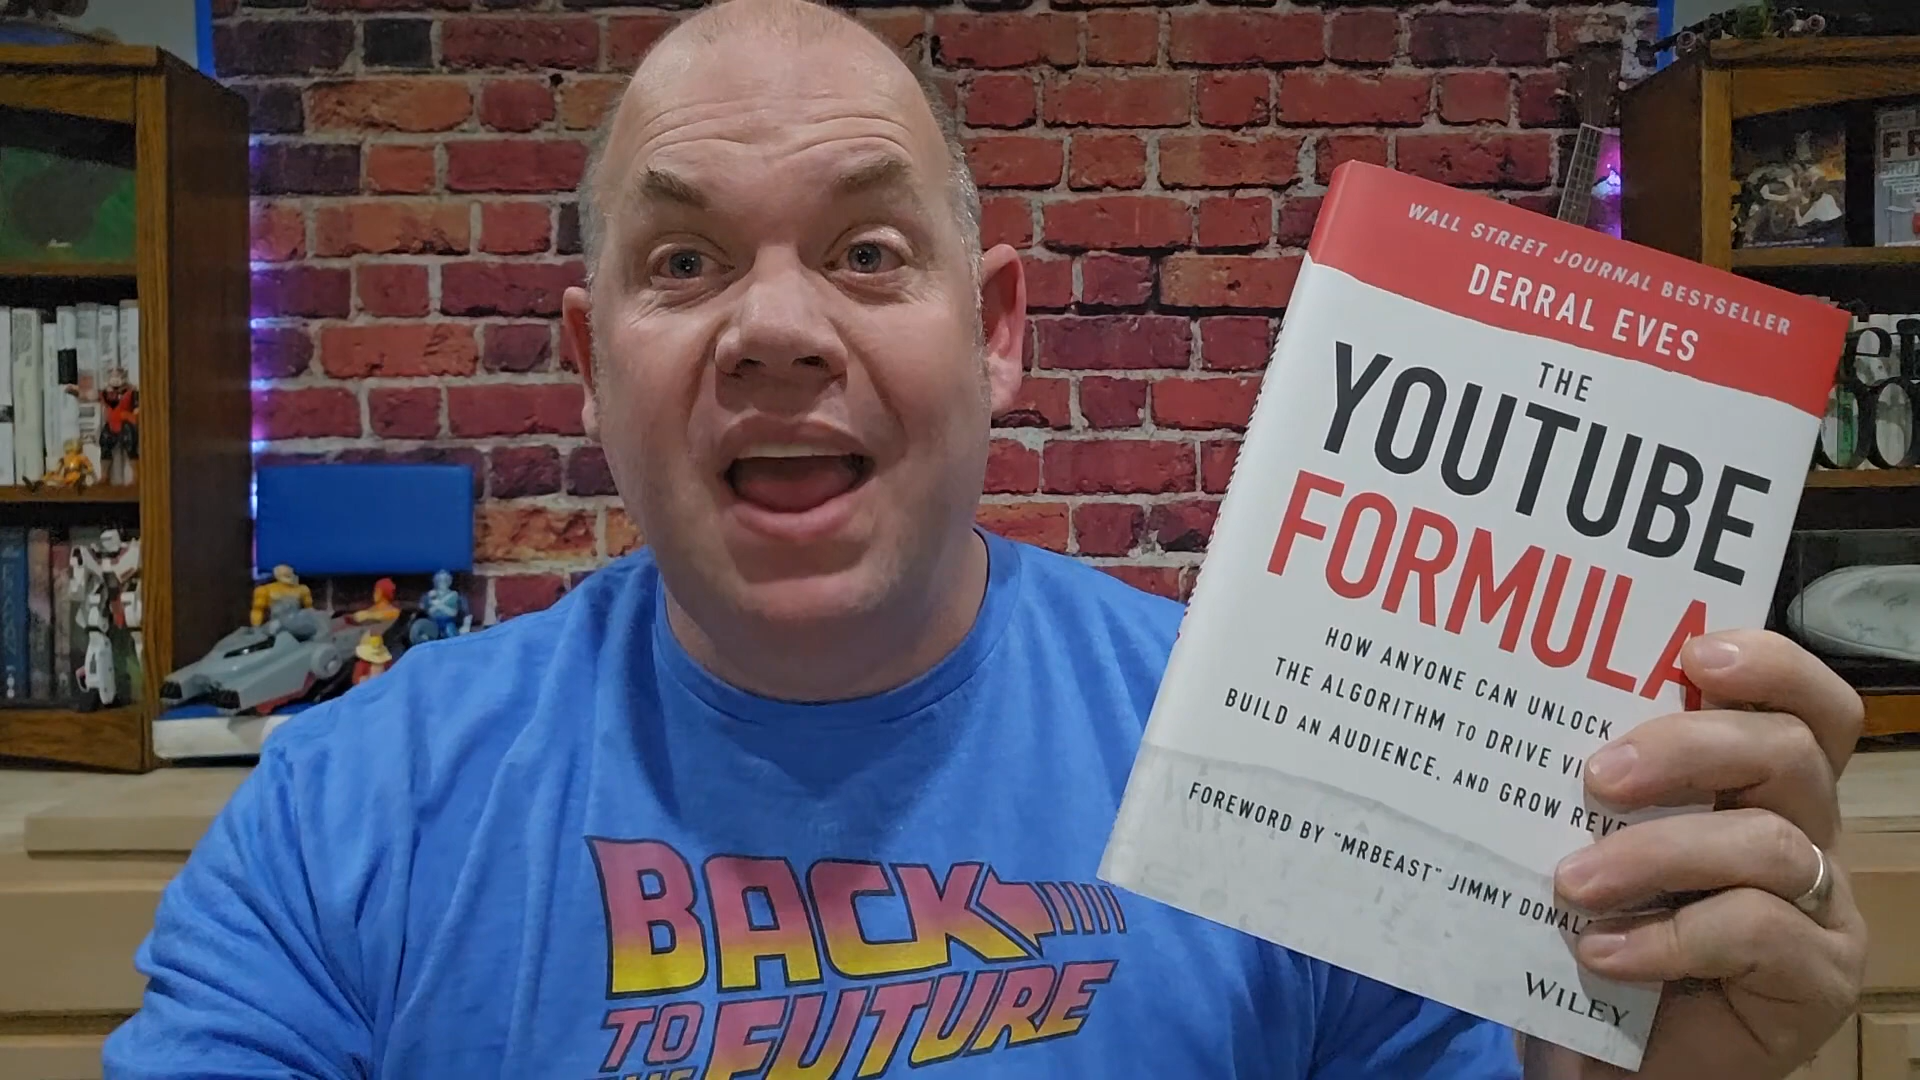 WALL STREET JOURNAL BESTSELLER
DERRAL EVES
THE
YOUTUBE
FORMULA
HOW ANYONE CAN UNLOCK
THE ALGORITHM TO DRIVE
BUILD AN AUDIENCE, AND GROW
FOREWORD BY "MRBEAST" JIMMY
WILEY
BACK
TO
FUTURE